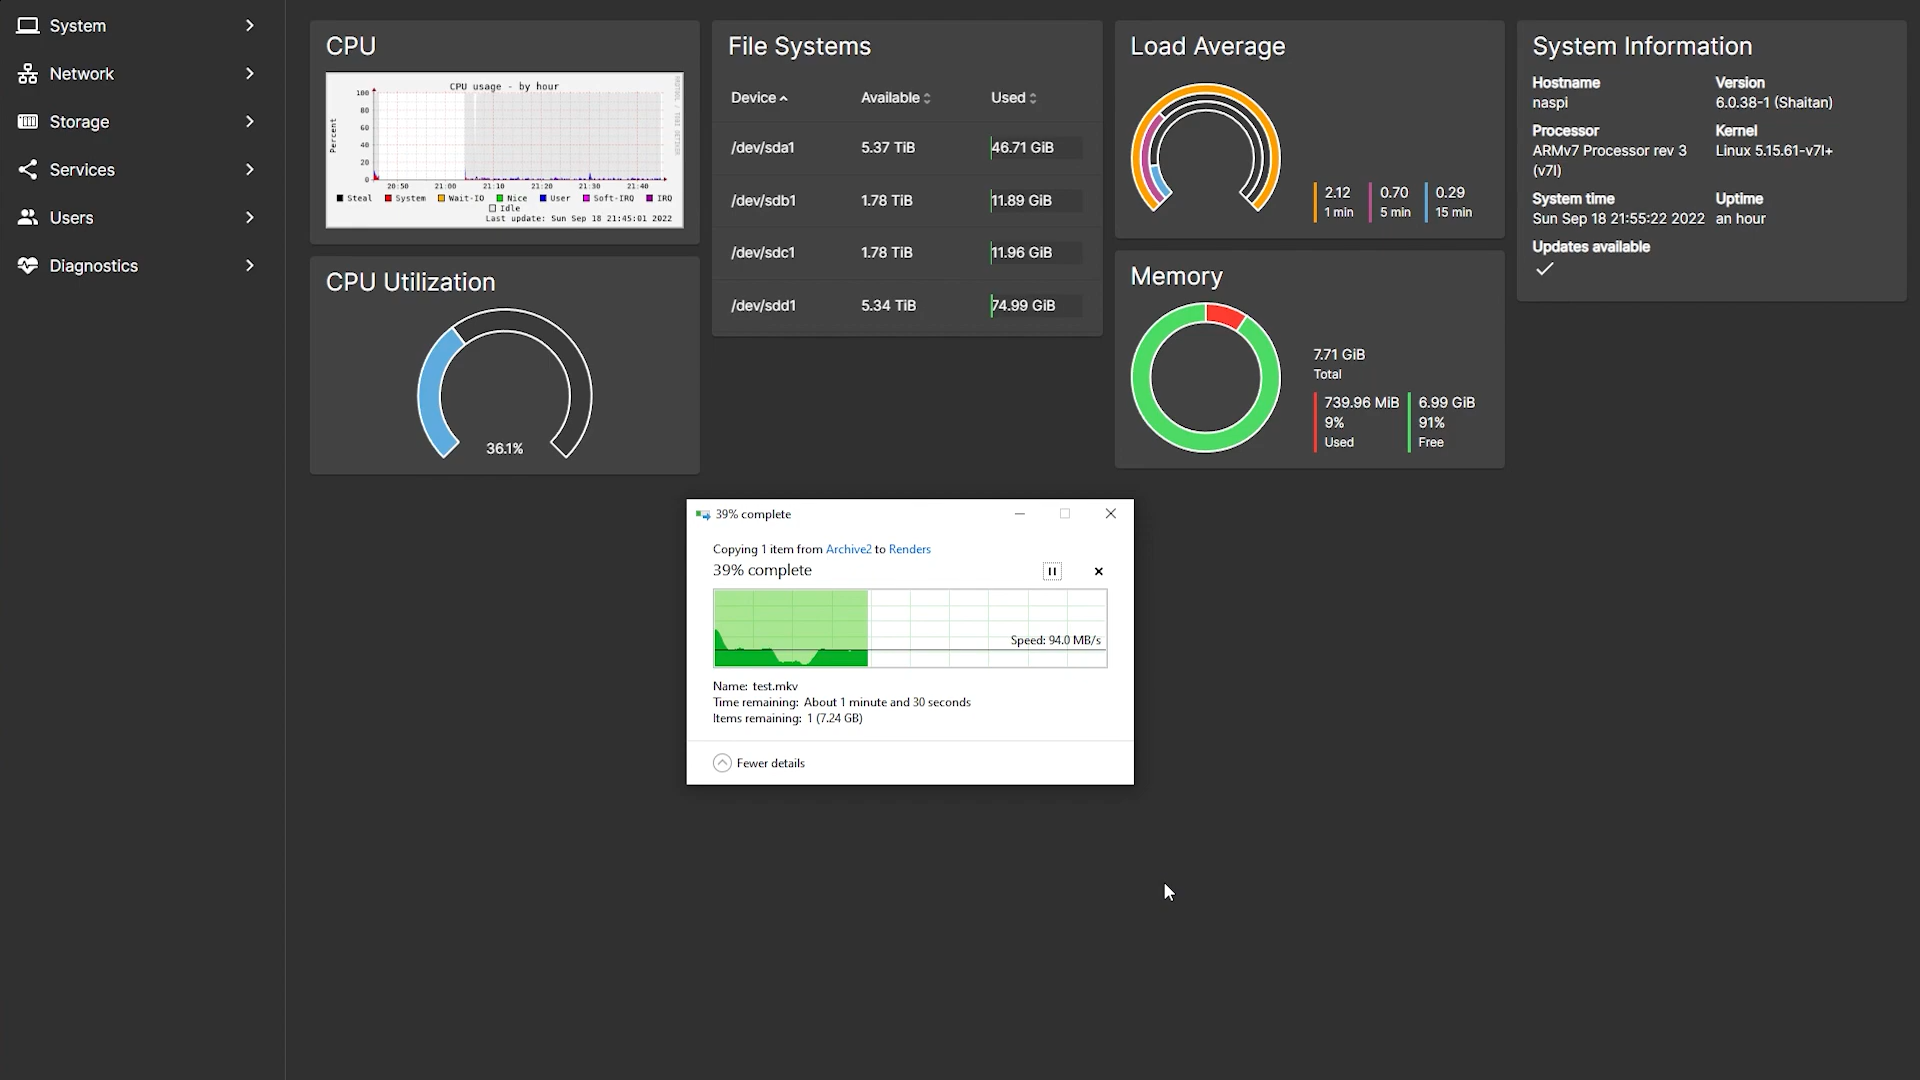 System
Network
Storage
Services
Users
Diagnostics
CPU
CPU usage - by hour
Percent
100
80
60
40
20
0
20:50 21:00 21:10 21:20 21:30 21:40
Steal System Wait-IO Nice User Soft-IRQ IRQ
Idle
Last update: Sun Sep 18 21:45:01 2022
CPU Utilization
36.1%
File Systems
Device Available Used
/dev/sda1 5.37 TiB 46.71 GiB
/dev/sdb1 1.78 TiB 11.89 GiB
/dev/sdc1 1.78 TiB 11.96 GiB
/dev/sdd1 5.34 TiB 74.99 GiB
Load Average
2.12 0.70 0.29
1 min 5 min 15 min
Memory
7.71 GiB
Total
739.96 MiB 6.99 GiB
9% 91%
Used Free
System Information
Hostname Version
naspi 6.0.38-1 (Shaitan)
Processor Kernel
ARMv7 Processor rev 3 Linux 5.15.61-v7l+
(v7l)
System time Uptime
Sun Sep 18 21:55:22 2022 an hour
Updates available
39% complete
Copying 1 item from Archive2 to Renders
39% complete
Speed: 94.0 MB/s
Name: test.mkv
Time remaining: About 1 minute and 30 seconds
Items remaining: 1 (7.24 GB)
Fewer details